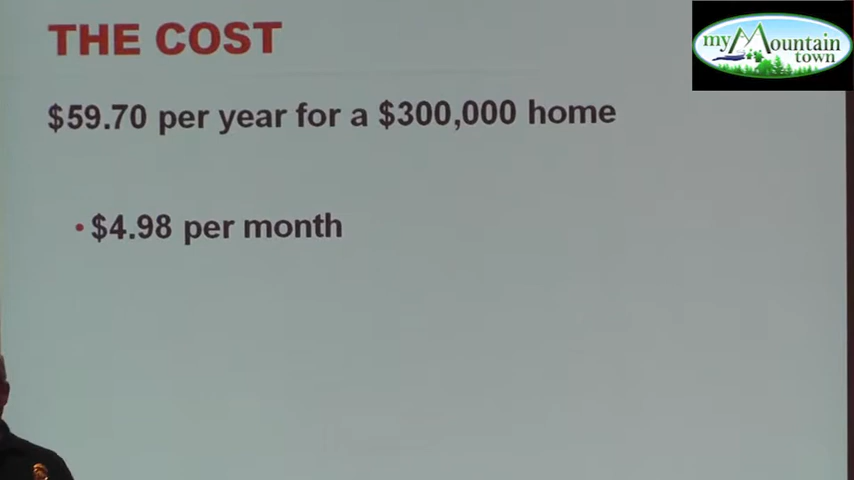 THE COST
$59.70 per year for a $300,000 home
• $4.98 per month
my Mountain
town